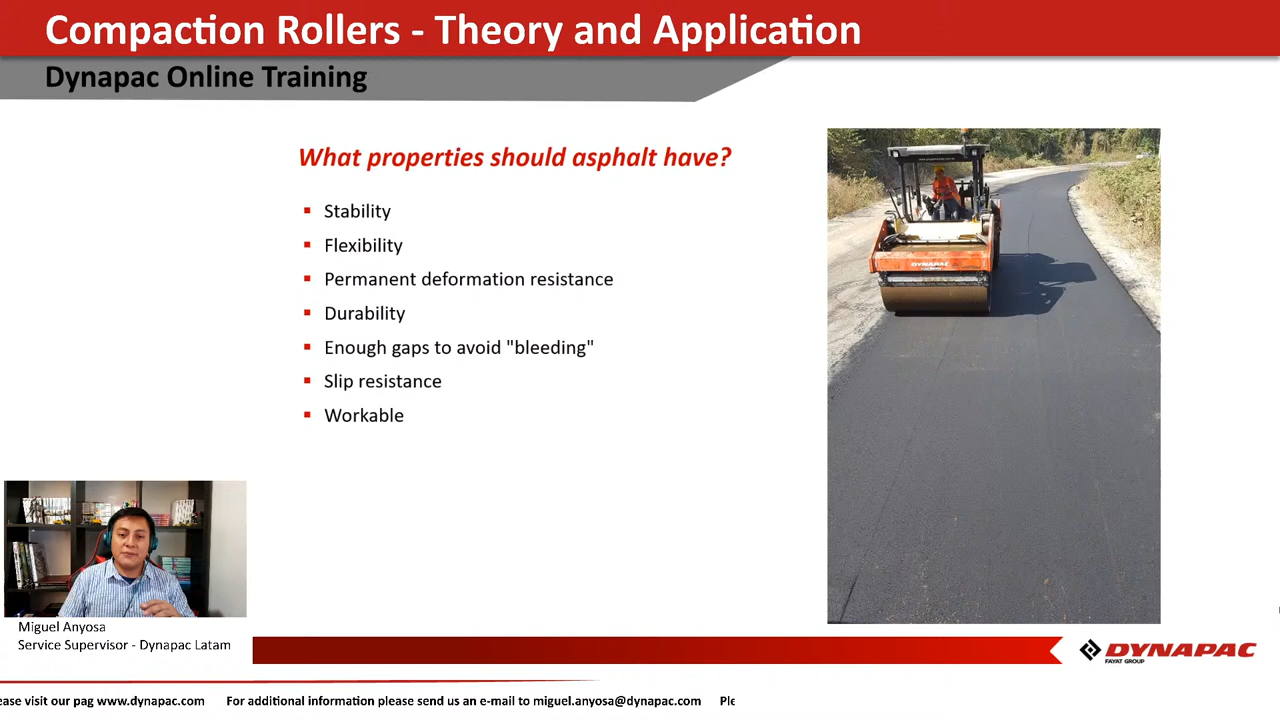 Compaction Rollers - Theory and Application
Dynapac Online Training
What properties should asphalt have?
Stability
Flexibility
Permanent deformation resistance
Durability
Enough gaps to avoid "bleeding"
Slip resistance
Workable
DYNAPAC
Miguel Anyosa
Service Supervisor - Dynapac Latam
DYNAPAC
FAYAT GROUP
ease visit our pag www.dynapac.com For additional information please send us an e-mail to miguel.anyosa@dynapac.com Ple